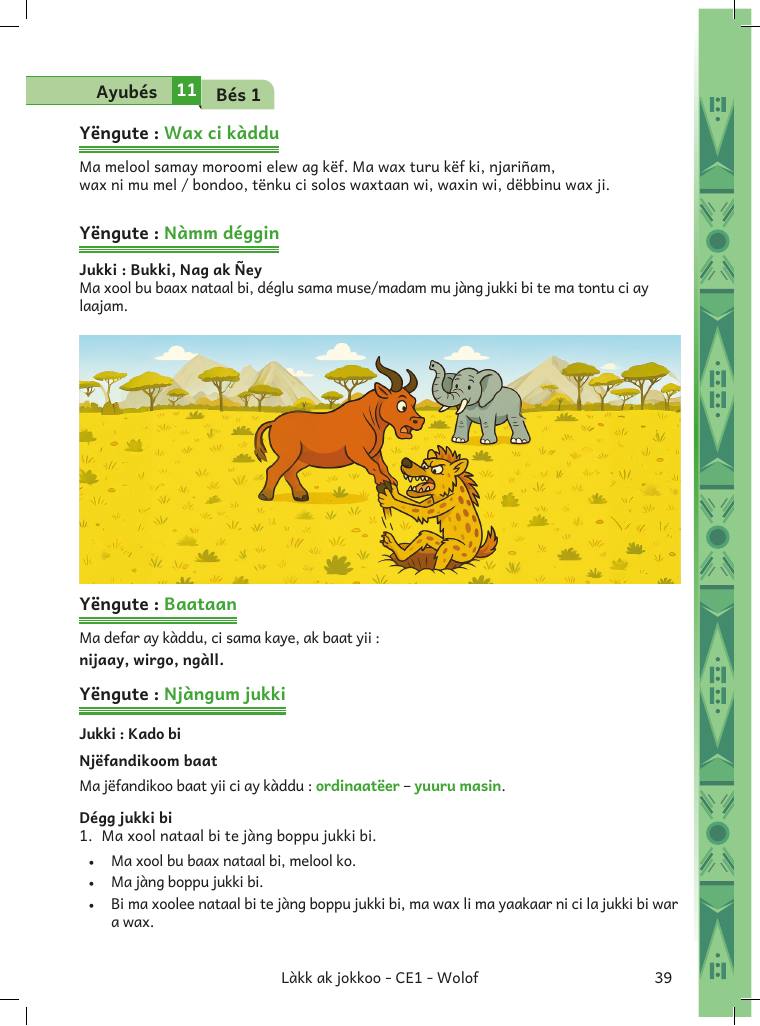 Ayubés 11 Bés 1
Yëngute : Wax ci kàddu
Ma melool samay moroomi elew ag këf. Ma wax turu këf ki, njariñam,
wax ni mu mel / bondoo, tënku ci solos waxtaan wi, waxin wi, dëbbinu wax ji.
Yëngute : Nàmm déggin
Jukki : Bukki, Nag ak Ñey
Ma xool bu baax nataal bi, déglu sama muse/madam mu jàng jukki bi te ma tontu ci ay
laajam.
Yëngute : Baataan
Ma defar ay kàddu, ci sama kaye, ak baat yii :
nijaay, wirgo, ngàll.
Yëngute : Njàngum jukki
Jukki : Kado bi
Njëfandikoom baat
Ma jëfandikoo baat yii ci ay kàddu : ordinaatëer – yuuru masin.
Dégg jukki bi
1. Ma xool nataal bi te jàng boppu jukki bi.
• Ma xool bu baax nataal bi, melool ko.
• Ma jàng boppu jukki bi.
• Bi ma xoolee nataal bi te jàng boppu jukki bi, ma wax li ma yaakaar ni ci la jukki bi war
a wax.
Làkk ak jokkoo - CE1 - Wolof 39